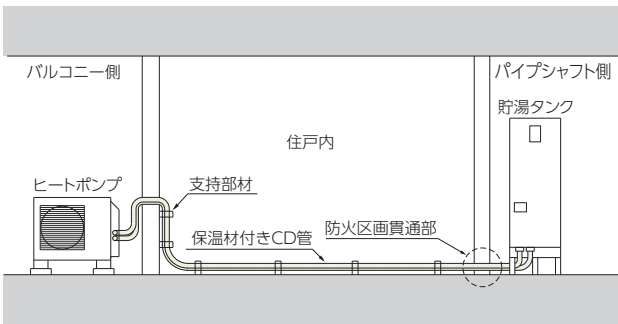 バルコニー側
パイプシャフト側
貯湯タンク
住戸内
ヒートポンプ
支持部材
保温材付きCD管
防火区画貫通部